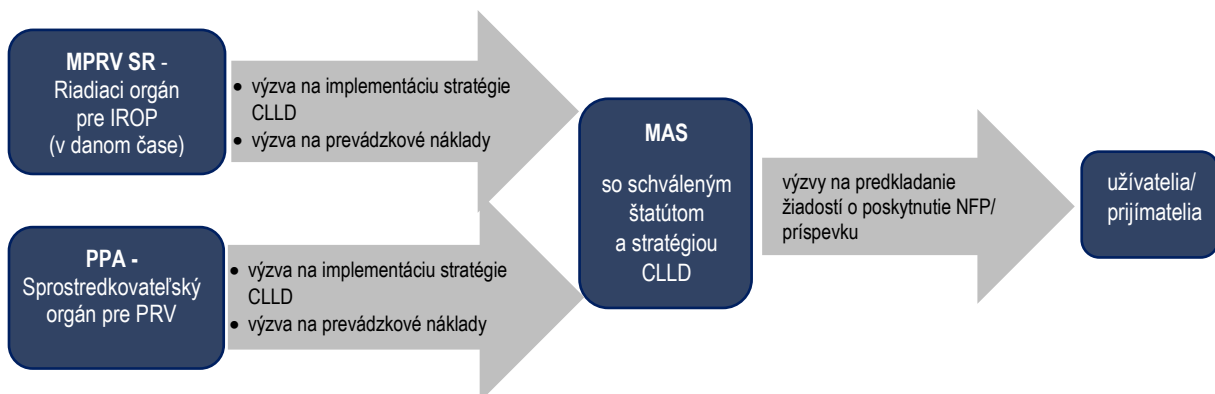 MPRV SR -
Riadiaci orgán
pre IROP
(v danom čase)
• výzva na implementáciu stratégie
CLLD
• výzva na prevádzkové náklady
PPA -
Sprostredkovateľský
orgán pre PRV
• výzva na implementáciu stratégie
CLLD
• výzva na prevádzkové náklady
MAS
so schváleným
štatútom
a stratégiou
CLLD
výzvy na predkladanie
žiadostí o poskytnutie NFP/
príspevku
užívatelia/
prijímatelia